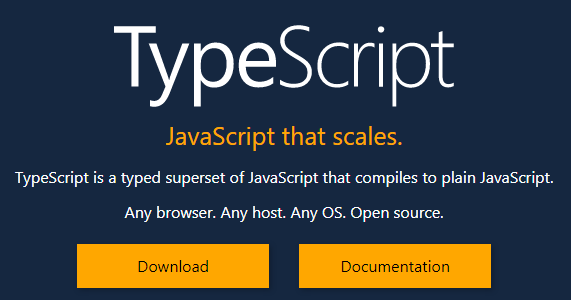 TypeScript
JavaScript that scales.
TypeScript is a typed superset of JavaScript that compiles to plain JavaScript.
Any browser. Any host. Any OS. Open source.
Download
Documentation